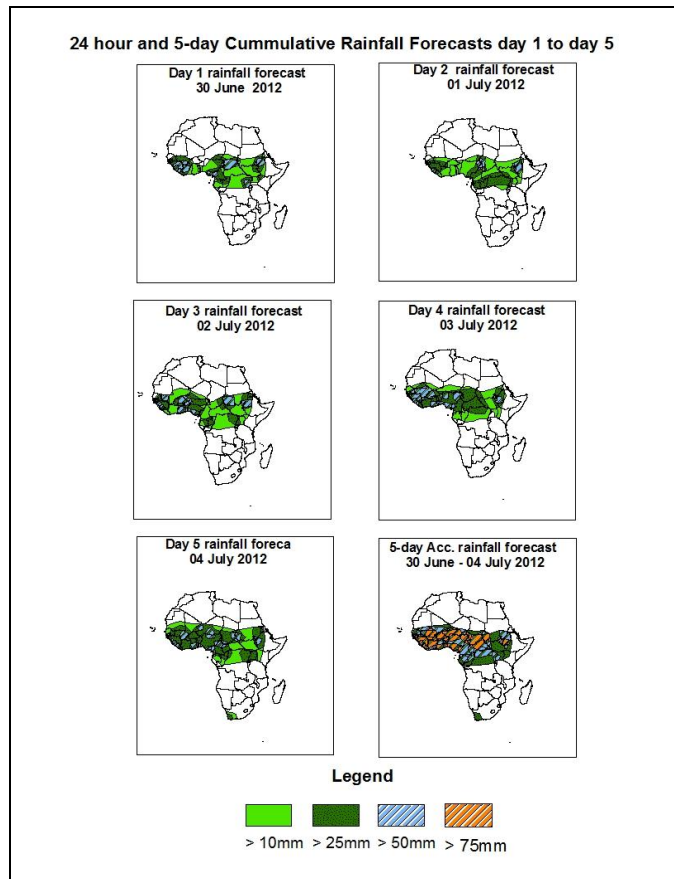 24 hour and 5-day Cummulative Rainfall Forecasts day 1 to day 5
Day 1 rainfall forecast
30 June 2012
Day 2 rainfall forecast
01 July 2012
Day 3 rainfall forecast
02 July 2012
Day 4 rainfall forecast
03 July 2012
Day 5 rainfall foreca
04 July 2012
5-day Acc. rainfall forecast
30 June - 04 July 2012
Legend
> 10mm > 25mm > 50mm > 75mm